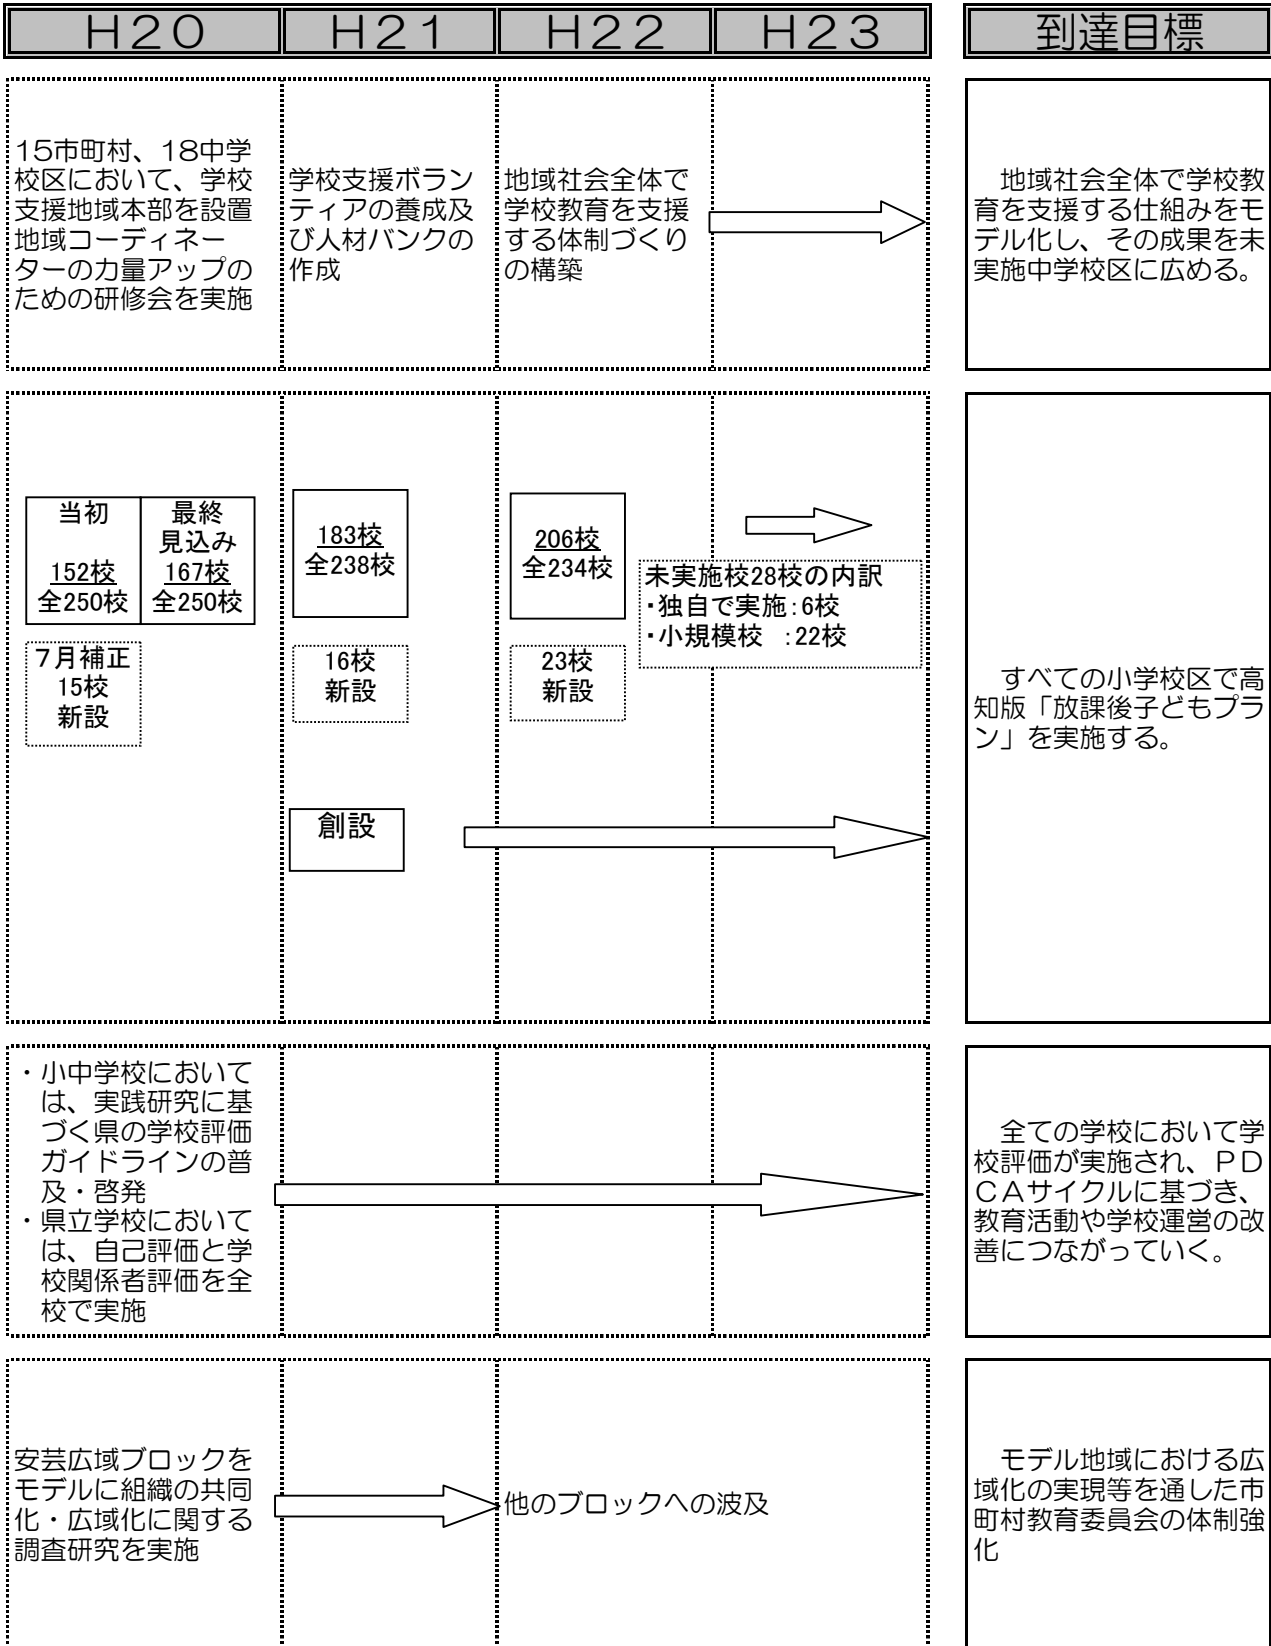 H20
H21
H22
H23
到達目標
15市町村、18中学
校区において、学校
支援地域本部を設置
地域コーディネー
ターの力量アップの
ための研修会を実施
学校支援ボラン
ティアの養成及
び人材バンクの
作成
地域社会全体で
学校教育を支援
する体制づくり
の構築
地域社会全体で学校教
育を支援する仕組みをモ
デル化し、その成果を未
実施中学校区に広める。
当初
152校
全250校
最終
見込み
167校
全250校
7月補正
15校
新設
183校
全238校
16校
新設
創設
206校
全234校
23校
新設
未実施校28校の内訳
・独自で実施:6校
・小規模校 :22校
すべての小学校区で高
知版「放課後子どもプラ
ン」を実施する。
・小中学校において
は、実践研究に基
づく県の学校評価
ガイドラインの普
及・啓発
・県立学校において
は、自己評価と学
校関係者評価を全
校で実施
全ての学校において学
校評価が実施され、PD
CAサイクルに基づき、
教育活動や学校運営の改
善につながっていく。
安芸広域ブロックを
モデルに組織の共同
化・広域化に関する
調査研究を実施
他のブロックへの波及
モデル地域における広
域化の実現等を通した市
町村教育委員会の体制強
化